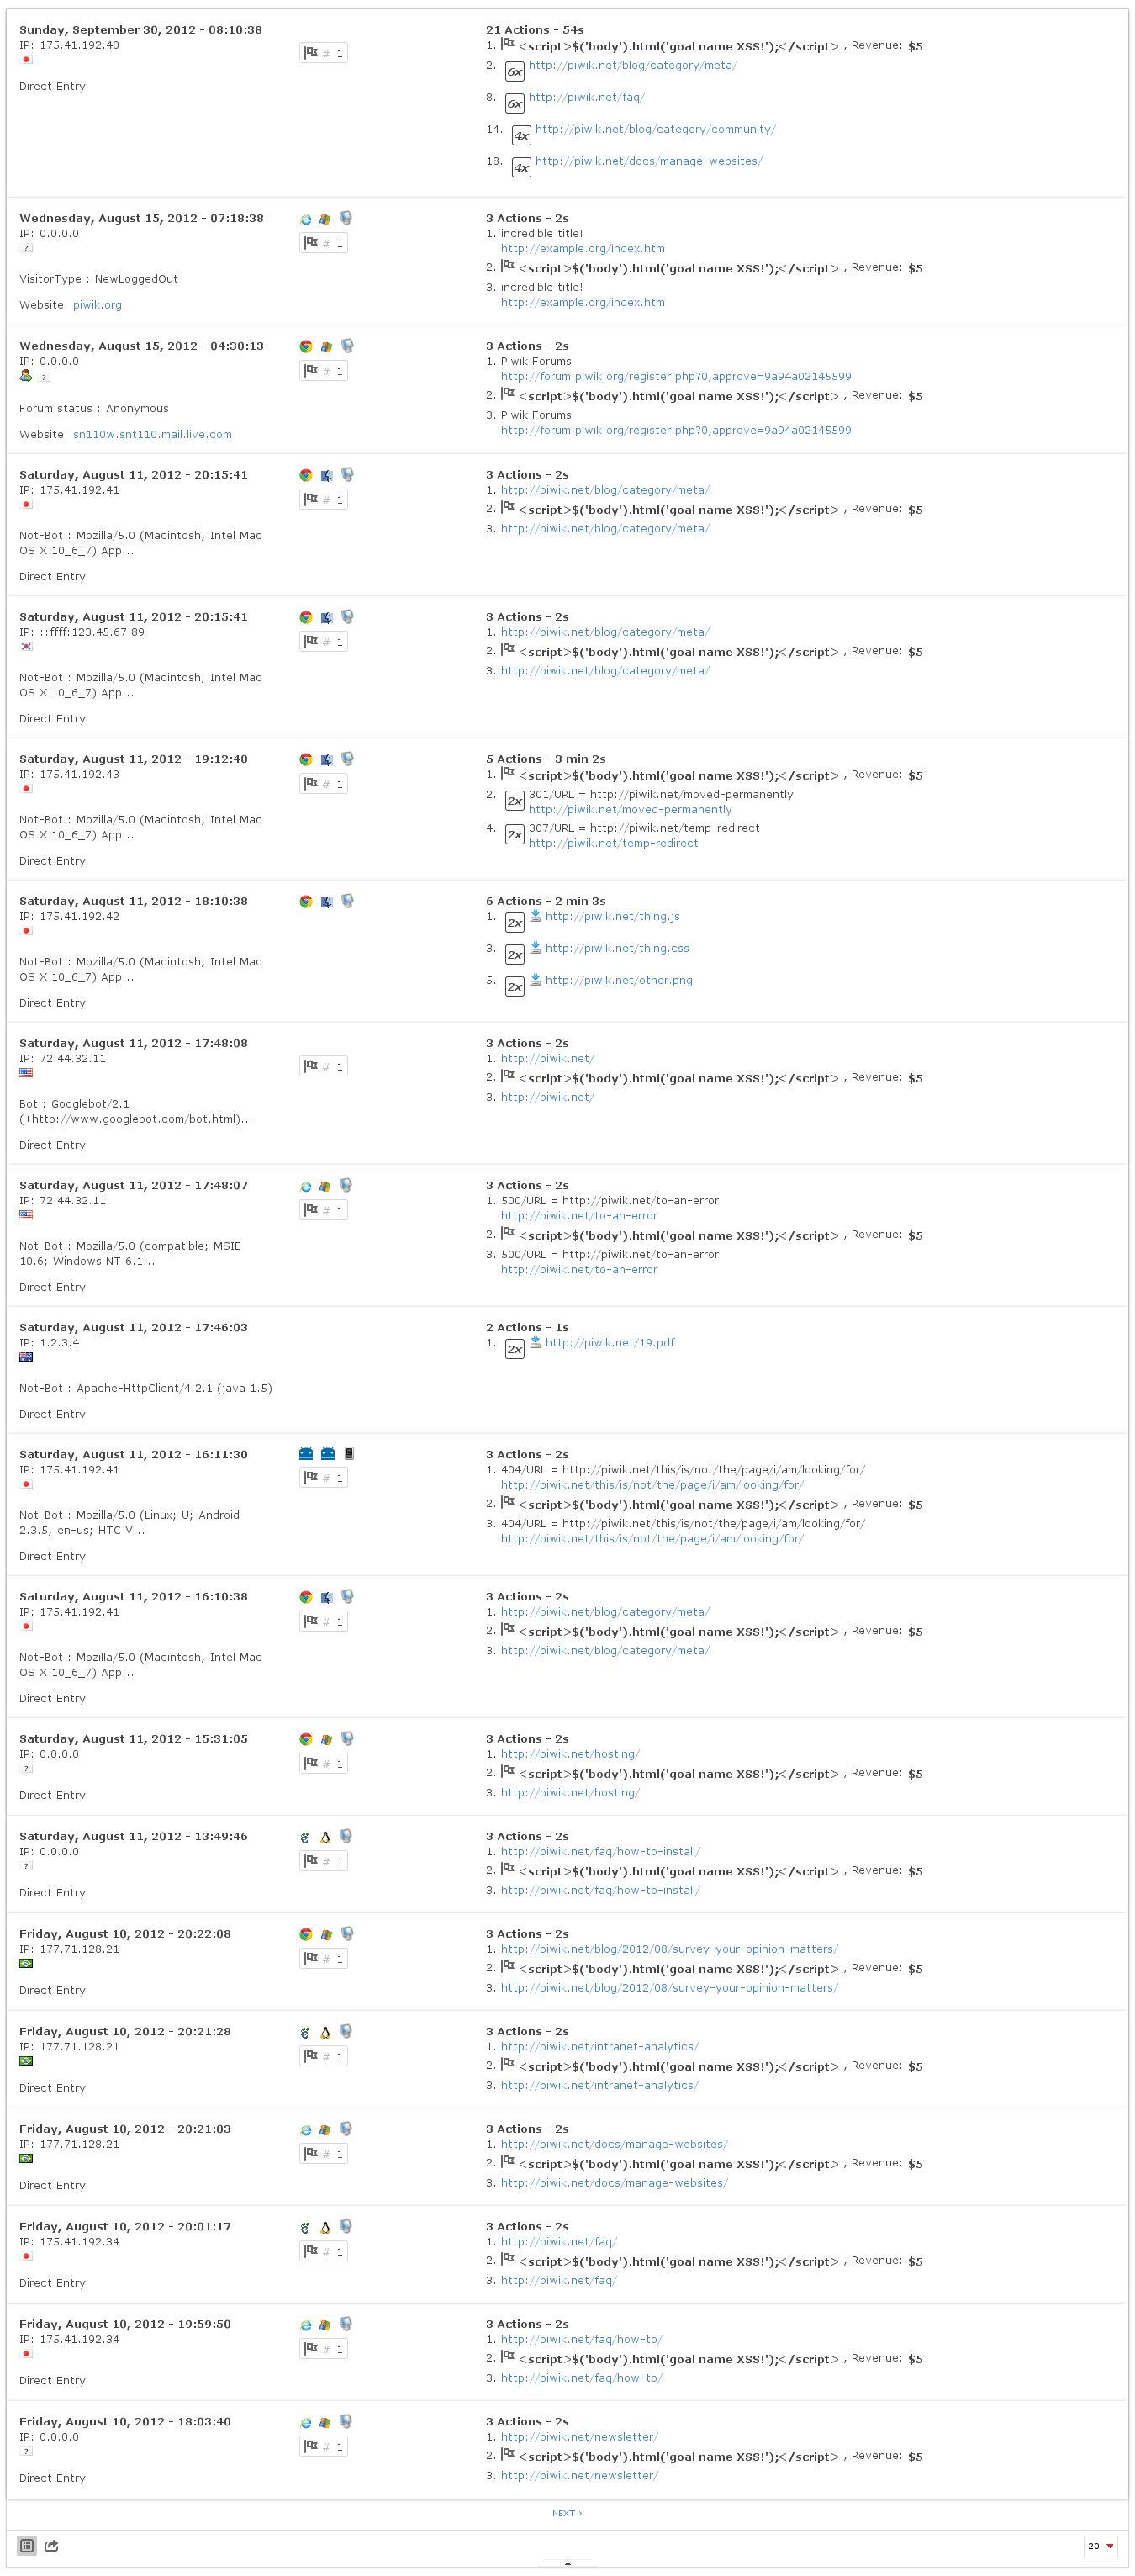 Sunday, September 30, 2012 - 08:10:38
IP: 175.41.192.40
# 1
Direct Entry
21 Actions - 54s
1. <script>$('body').html('goal name XSS!');</script> , Revenue: $5
2. 6x http://piwik.net/blog/category/meta/
8. 6x http://piwik.net/faq/
14. 4x http://piwik.net/blog/category/community/
18. 4x http://piwik.net/docs/manage-websites/
Wednesday, August 15, 2012 - 07:18:38
IP: 0.0.0.0
?
# 1
VisitorType : NewLoggedOut
Website: piwik.org
3 Actions - 2s
1. incredible title!
http://example.org/index.htm
2. <script>$('body').html('goal name XSS!');</script> , Revenue: $5
3. incredible title!
http://example.org/index.htm
Wednesday, August 15, 2012 - 04:30:13
IP: 0.0.0.0
?
# 1
Forum status : Anonymous
Website: sn110w.snt110.mail.live.com
3 Actions - 2s
1. Piwik Forums
http://forum.piwik.org/register.php?0,approve=9a94a02145599
2. <script>$('body').html('goal name XSS!');</script> , Revenue: $5
3. Piwik Forums
http://forum.piwik.org/register.php?0,approve=9a94a02145599
Saturday, August 11, 2012 - 20:15:41
IP: 175.41.192.41
# 1
Not-Bot : Mozilla/5.0 (Macintosh; Intel Mac
OS X 10_6_7) App...
Direct Entry
3 Actions - 2s
1. http://piwik.net/blog/category/meta/
2. <script>$('body').html('goal name XSS!');</script> , Revenue: $5
3. http://piwik.net/blog/category/meta/
Saturday, August 11, 2012 - 20:15:41
IP: ::ffff:123.45.67.89
# 1
Not-Bot : Mozilla/5.0 (Macintosh; Intel Mac
OS X 10_6_7) App...
Direct Entry
3 Actions - 2s
1. http://piwik.net/blog/category/meta/
2. <script>$('body').html('goal name XSS!');</script> , Revenue: $5
3. http://piwik.net/blog/category/meta/
Saturday, August 11, 2012 - 19:12:40
IP: 175.41.192.43
# 1
Not-Bot : Mozilla/5.0 (Macintosh; Intel Mac
OS X 10_6_7) App...
Direct Entry
5 Actions - 3 min 2s
1. <script>$('body').html('goal name XSS!');</script> , Revenue: $5
2. 2x 301/URL = http://piwik.net/moved-permanently
http://piwik.net/moved-permanently
4. 2x 307/URL = http://piwik.net/temp-redirect
http://piwik.net/temp-redirect
Saturday, August 11, 2012 - 18:10:38
IP: 175.41.192.42
Not-Bot : Mozilla/5.0 (Macintosh; Intel Mac
OS X 10_6_7) App...
Direct Entry
6 Actions - 2 min 3s
1. 2x http://piwik.net/thing.js
3. 2x http://piwik.net/thing.css
5. 2x http://piwik.net/other.png
Saturday, August 11, 2012 - 17:48:08
IP: 72.44.32.11
# 1
Bot : Googlebot/2.1
(+http://www.googlebot.com/bot.html)...
Direct Entry
3 Actions - 2s
1. http://piwik.net/
2. <script>$('body').html('goal name XSS!');</script> , Revenue: $5
3. http://piwik.net/
Saturday, August 11, 2012 - 17:48:07
IP: 72.44.32.11
# 1
Not-Bot : Mozilla/5.0 (compatible; MSIE
10.6; Windows NT 6.1...
Direct Entry
3 Actions - 2s
1. 500/URL = http://piwik.net/to-an-error
http://piwik.net/to-an-error
2. <script>$('body').html('goal name XSS!');</script> , Revenue: $5
3. 500/URL = http://piwik.net/to-an-error
http://piwik.net/to-an-error
Saturday, August 11, 2012 - 17:46:03
IP: 1.2.3.4
Not-Bot : Apache-HttpClient/4.2.1 (java 1.5)
Direct Entry
2 Actions - 1s
1. 2x http://piwik.net/19.pdf
Saturday, August 11, 2012 - 16:11:30
IP: 175.41.192.41
# 1
Not-Bot : Mozilla/5.0 (Linux; U; Android
2.3.5; en-us; HTC V...
Direct Entry
3 Actions - 2s
1. 404/URL = http://piwik.net/this/is/not/the/page/i/am/looking/for/
http://piwik.net/this/is/not/the/page/i/am/looking/for/
2. <script>$('body').html('goal name XSS!');</script> , Revenue: $5
3. 404/URL = http://piwik.net/this/is/not/the/page/i/am/looking/for/
http://piwik.net/this/is/not/the/page/i/am/looking/for/
Saturday, August 11, 2012 - 16:10:38
IP: 175.41.192.41
# 1
Not-Bot : Mozilla/5.0 (Macintosh; Intel Mac
OS X 10_6_7) App...
Direct Entry
3 Actions - 2s
1. http://piwik.net/blog/category/meta/
2. <script>$('body').html('goal name XSS!');</script> , Revenue: $5
3. http://piwik.net/blog/category/meta/
Saturday, August 11, 2012 - 15:31:05
IP: 0.0.0.0
?
# 1
Direct Entry
3 Actions - 2s
1. http://piwik.net/hosting/
2. <script>$('body').html('goal name XSS!');</script> , Revenue: $5
3. http://piwik.net/hosting/
Saturday, August 11, 2012 - 13:49:46
IP: 0.0.0.0
?
# 1
Direct Entry
3 Actions - 2s
1. http://piwik.net/faq/how-to-install/
2. <script>$('body').html('goal name XSS!');</script> , Revenue: $5
3. http://piwik.net/faq/how-to-install/
Friday, August 10, 2012 - 20:22:08
IP: 177.71.128.21
# 1
Direct Entry
3 Actions - 2s
1. http://piwik.net/blog/2012/08/survey-your-opinion-matters/
2. <script>$('body').html('goal name XSS!');</script> , Revenue: $5
3. http://piwik.net/blog/2012/08/survey-your-opinion-matters/
Friday, August 10, 2012 - 20:21:28
IP: 177.71.128.21
# 1
Direct Entry
3 Actions - 2s
1. http://piwik.net/intranet-analytics/
2. <script>$('body').html('goal name XSS!');</script> , Revenue: $5
3. http://piwik.net/intranet-analytics/
Friday, August 10, 2012 - 20:21:03
IP: 177.71.128.21
# 1
Direct Entry
3 Actions - 2s
1. http://piwik.net/docs/manage-websites/
2. <script>$('body').html('goal name XSS!');</script> , Revenue: $5
3. http://piwik.net/docs/manage-websites/
Friday, August 10, 2012 - 20:01:17
IP: 175.41.192.34
# 1
Direct Entry
3 Actions - 2s
1. http://piwik.net/faq/
2. <script>$('body').html('goal name XSS!');</script> , Revenue: $5
3. http://piwik.net/faq/
Friday, August 10, 2012 - 19:59:50
IP: 175.41.192.34
# 1
Direct Entry
3 Actions - 2s
1. http://piwik.net/faq/how-to/
2. <script>$('body').html('goal name XSS!');</script> , Revenue: $5
3. http://piwik.net/faq/how-to/
Friday, August 10, 2012 - 18:03:40
IP: 0.0.0.0
?
# 1
Direct Entry
3 Actions - 2s
1. http://piwik.net/newsletter/
2. <script>$('body').html('goal name XSS!');</script> , Revenue: $5
3. http://piwik.net/newsletter/
NEXT ›
20